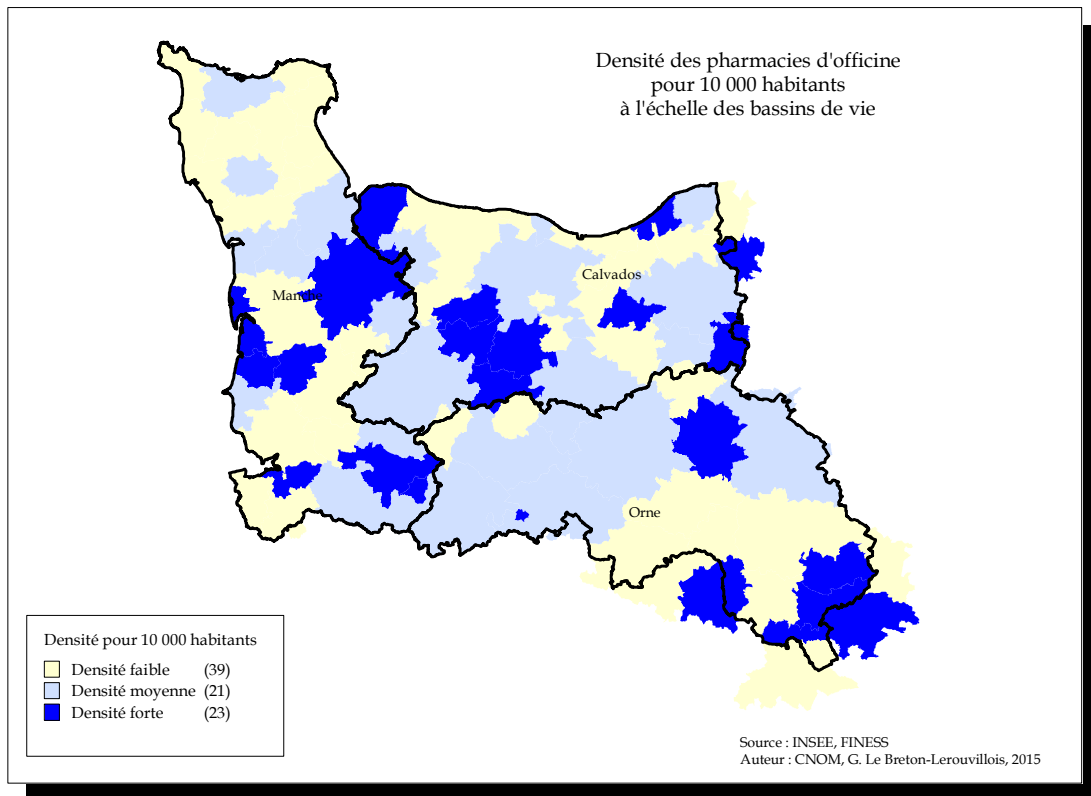 Densité des pharmacies d'officine
pour 10 000 habitants
à l'échelle des bassins de vie
Calvados
Manche
Orne
Densité pour 10 000 habitants
Densité faible (39)
Densité moyenne (21)
Densité forte (23)
Source : INSEE, FINESS
Auteur : CNOM, G. Le Breton-Lerouvillois, 2015